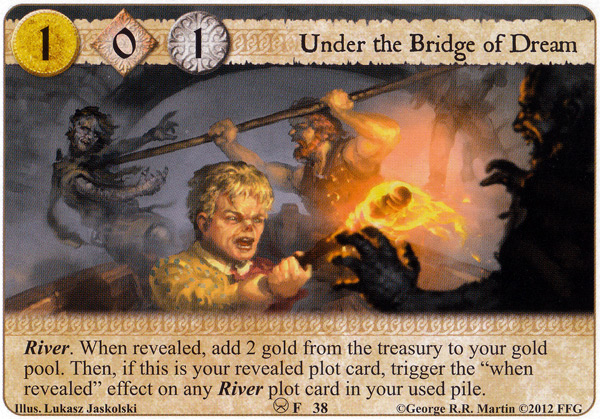 1 0 1 Under the Bridge of Dream
River. When revealed, add 2 gold from the treasury to your gold
pool. Then, if this is your revealed plot card, trigger the “when
revealed” effect on any River plot card in your used pile.
Illus. Lukasz Jaskolski F 38 ©George R.R. Martin ©2012 FFG